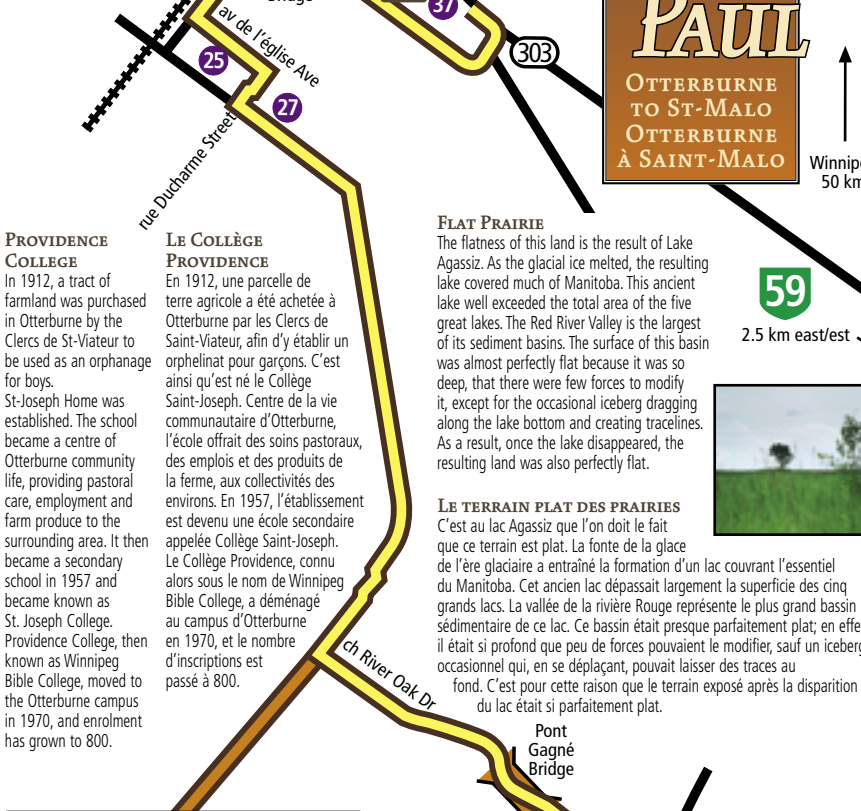 Bridge
37
av de l'église Ave
25
27
rue Ducharme Street
303
PAUL
OTTERBURNE
TO ST-MALO
OTTERBURNE
À SAINT-MALO
50 km
PROVIDENCE
COLLEGE
In 1912, a tract of
farmland was purchased
in Otterburne by the
Clercs de St-Viateur to
be used as an orphanage
for boys.
St-Joseph Home was
established. The school
became a centre of
Otterburne community
life, providing pastoral
care, employment and
farm produce to the
surrounding area. It then
became a secondary
school in 1957 and
became known as
St. Joseph College.
Providence College, then
known as Winnipeg
Bible College, moved to
the Otterburne campus
in 1970, and enrolment
has grown to 800.
LE COLLÈGE
PROVIDENCE
En 1912, une parcelle de
terre agricole a été achetée à
Otterburne par les Clercs de
Saint-Viateur, afin d'y établir un
orphelinat pour garçons. C'est
ainsi qu'est né le Collège
Saint-Joseph. Centre de la vie
communautaire d'Otterburne,
l'école offrait des soins pastoraux,
des emplois et des produits de
la ferme, aux collectivités des
environs. En 1957, l'établissement
est devenu une école secondaire
appelée Collège Saint-Joseph.
Le Collège Providence, connu
alors sous le nom de Winnipeg
Bible College, a déménagé
au campus d'Otterburne
en 1970, et le nombre
d'inscriptions est
passé à 800.
FLAT PRAIRIE
The flatness of this land is the result of Lake
Agassiz. As the glacial ice melted, the resulting
lake covered much of Manitoba. This ancient
lake well exceeded the total area of the five
great lakes. The Red River Valley is the largest
of its sediment basins. The surface of this basin
was almost perfectly flat because it was so
deep, that there were few forces to modify
it, except for the occasional iceberg dragging
along the lake bottom and creating tracelines.
As a result, once the lake disappeared, the
resulting land was also perfectly flat.
59
2.5 km east/est
LE TERRAIN PLAT DES PRAIRIES
C'est au lac Agassiz que l'on doit le fait
que ce terrain est plat. La fonte de la glace
de l'ère glaciaire a entraîné la formation d'un lac couvrant l'essentiel
du Manitoba. Cet ancien lac dépassait largement la superficie des cinq
grands lacs. La vallée de la rivière Rouge représente le plus grand bassin
sédimentaire de ce lac. Ce bassin était presque parfaitement plat; en effe
il était si profond que peu de forces pouvaient le modifier, sauf un iceberg
occasionnel qui, en se déplaçant, pouvait laisser des traces au
fond. C'est pour cette raison que le terrain exposé après la disparition
du lac était si parfaitement plat.
ch River Oak Dr
Pont
Gagné
Bridge